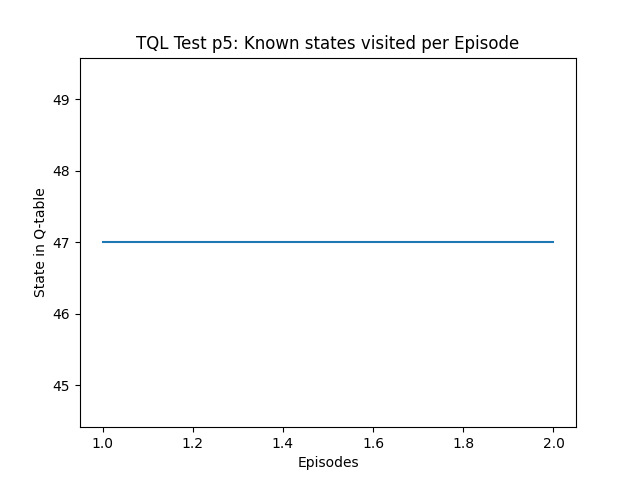 TQL Test p5: Known states visited per Episode
49
48
47
46
45
State in Q-table
1.0 1.2 1.4 1.6 1.8 2.0
Episodes